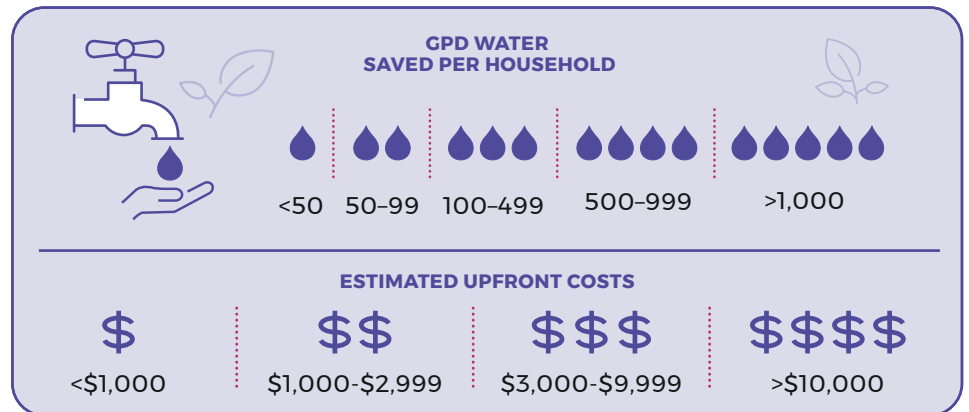 GPD WATER
SAVED PER HOUSEHOLD
<50 50–99 100–499 500–999 >1,000
ESTIMATED UPFRONT COSTS
$ $$ $$$ $$$$
<$1,000 $1,000-$2,999 $3,000-$9,999 >$10,000